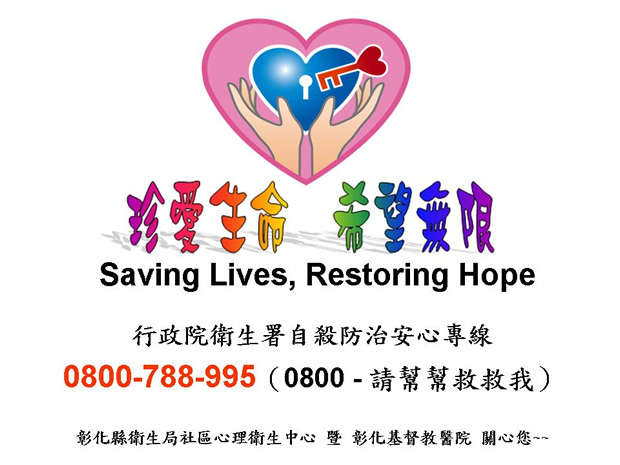 珍愛生命 希望無限
Saving Lives, Restoring Hope
行政院衛生署自殺防治安心專線
0800-788-995（0800 - 請幫幫救救我）
彰化縣衛生局社區心理衛生中心 暨 彰化基督教醫院 關心您~~